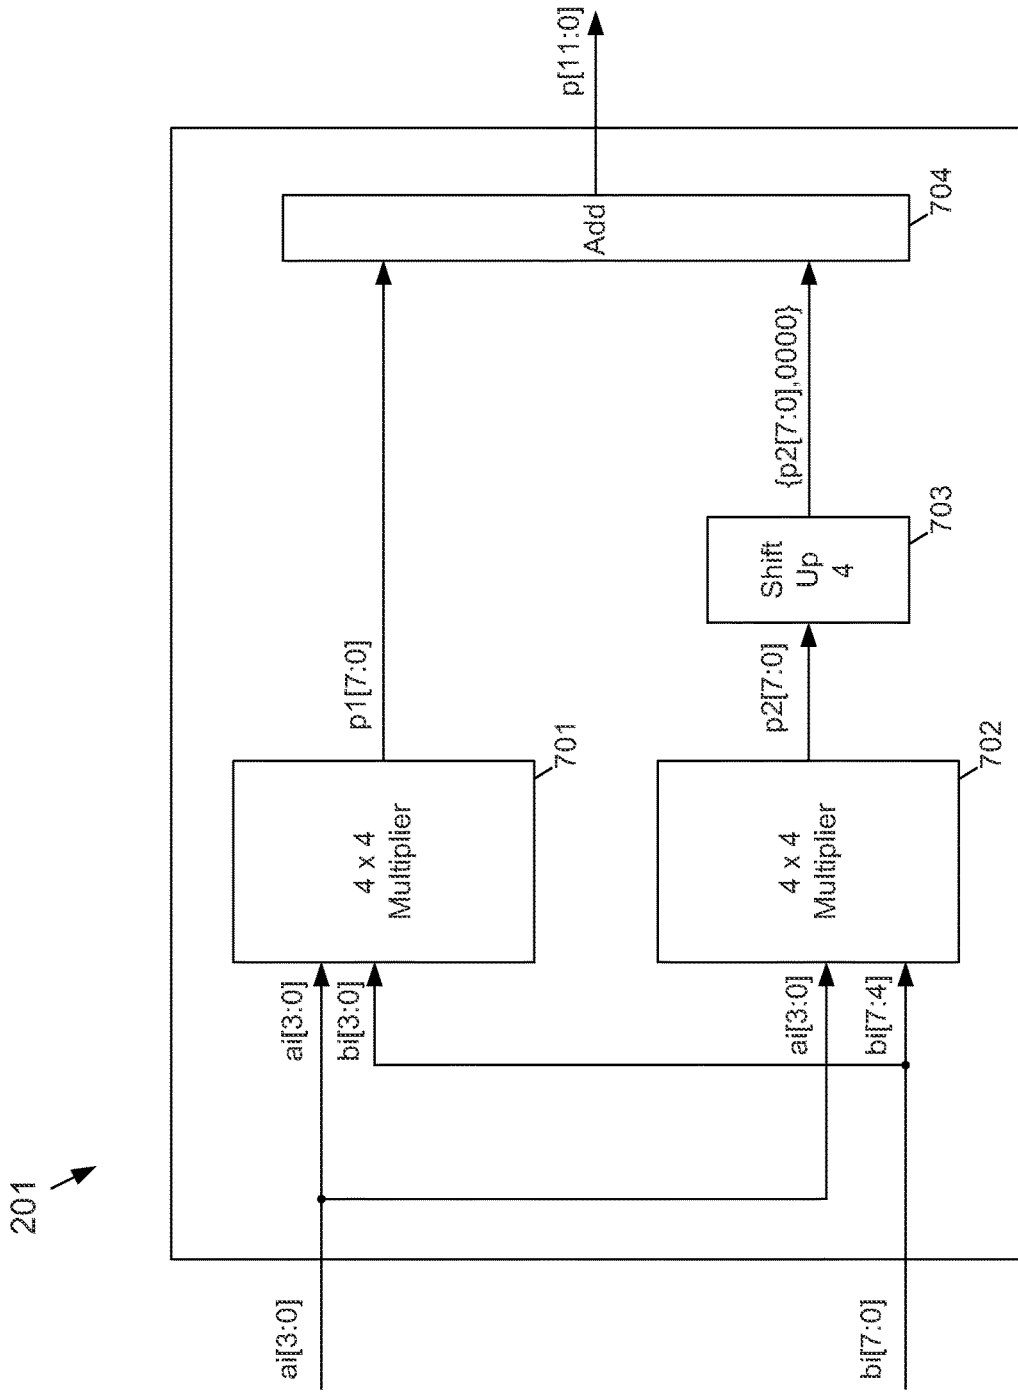 201
ai[3:0]
bi[7:0]
ai[3:0]
bi[3:0]
ai[3:0]
bi[7:4]
4 x 4
Multiplier
701
4 x 4
Multiplier
702
p1[7:0]
p2[7:0]
Shift
Up
4
703
{p2[7:0],0000}
Add
704
p[11:0]